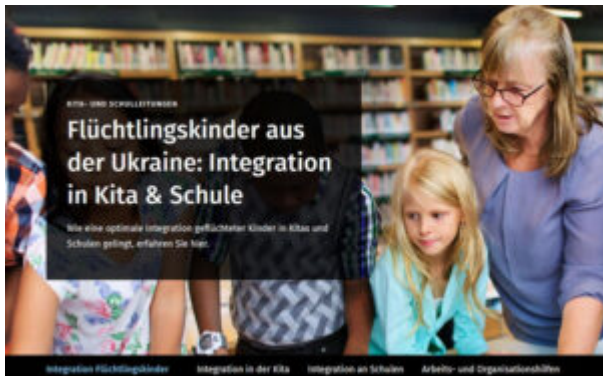 KITA- UND SCHULLEITUNGEN
Flüchtlingskinder aus
der Ukraine: Integration
in Kita & Schule
Wie eine optimale Integration geflüchteter Kinder in Kitas und
Schulen gelingt, erfahren Sie hier.
Integration Flüchtlingskinder Integration in der Kita Integration an Schulen Arbeits- und Organisationshilfen